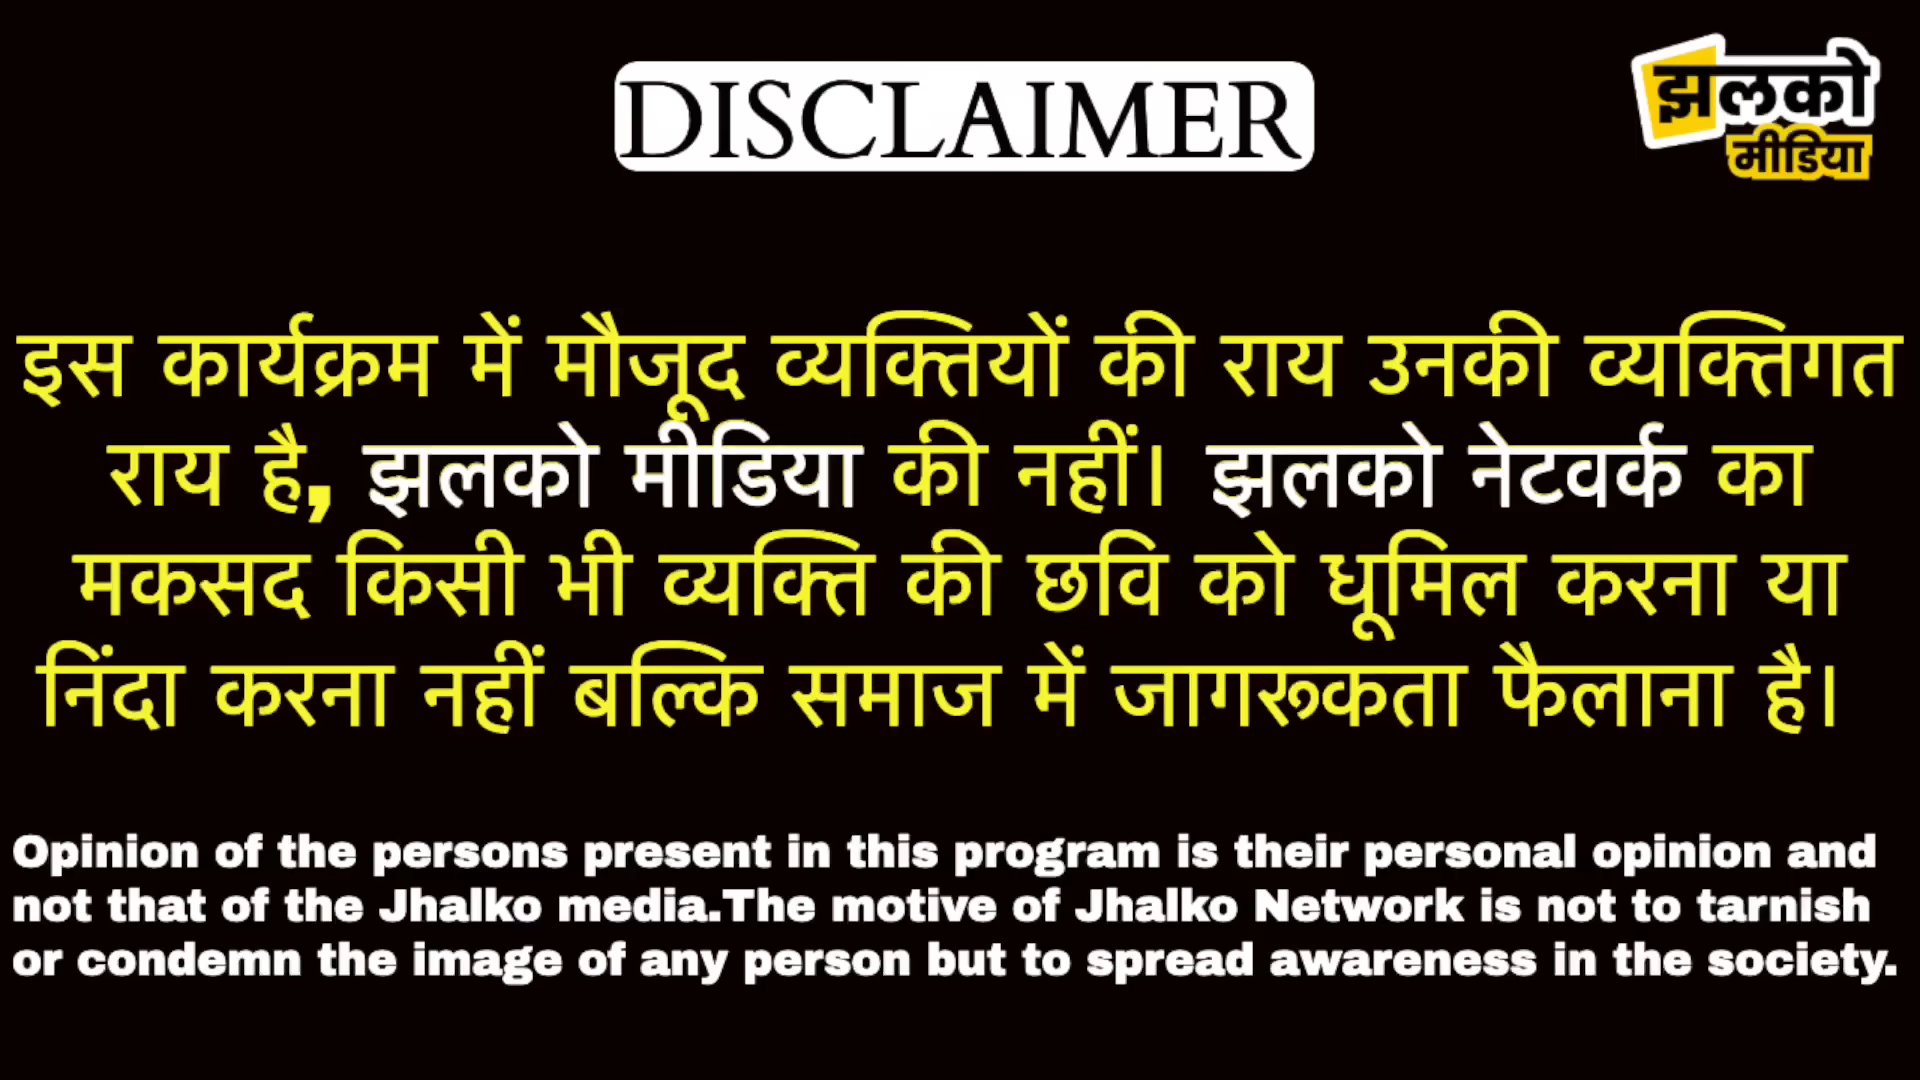 DISCLAIMER
झलको
मीडिया
इस कार्यक्रम में मौजूद व्यक्तियों की राय उनकी व्यक्तिगत
राय है, झलको मीडिया की नहीं। झलको नेटवर्क का
मकसद किसी भी व्यक्ति की छवि को धूमिल करना या
निंदा करना नहीं बल्कि समाज में जागरूकता फैलाना है।
Opinion of the persons present in this program is their personal opinion and
not that of the Jhalko media.The motive of Jhalko Network is not to tarnish
or condemn the image of any person but to spread awareness in the society.